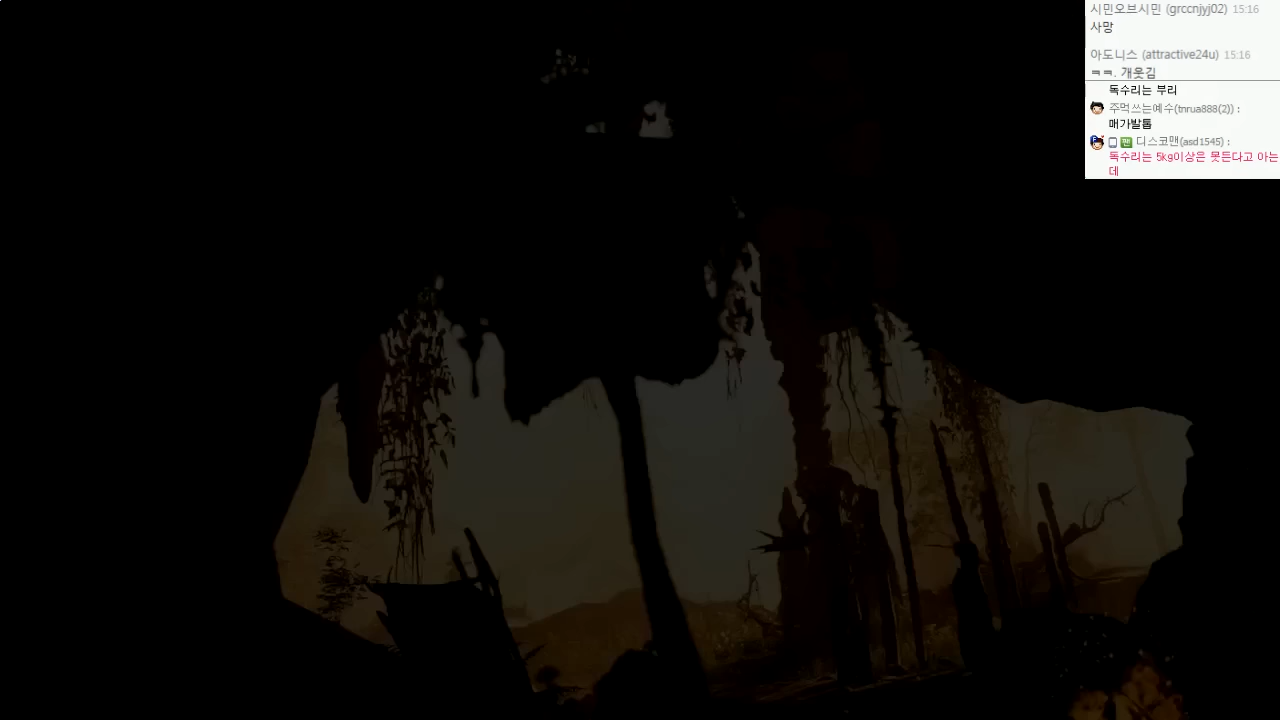 시민오브시민 (grccnjyj02) 15:16
사망
아도니스 (attractive24u) 15:16
ㅋㅋ. 개웃김
독수리는 부리
주먹쓰는예수(tnrua888(2)) :
매가발톱
팬 디스코맨(asd1545) :
독수리는 5kg이상은 못든다고 아는
데